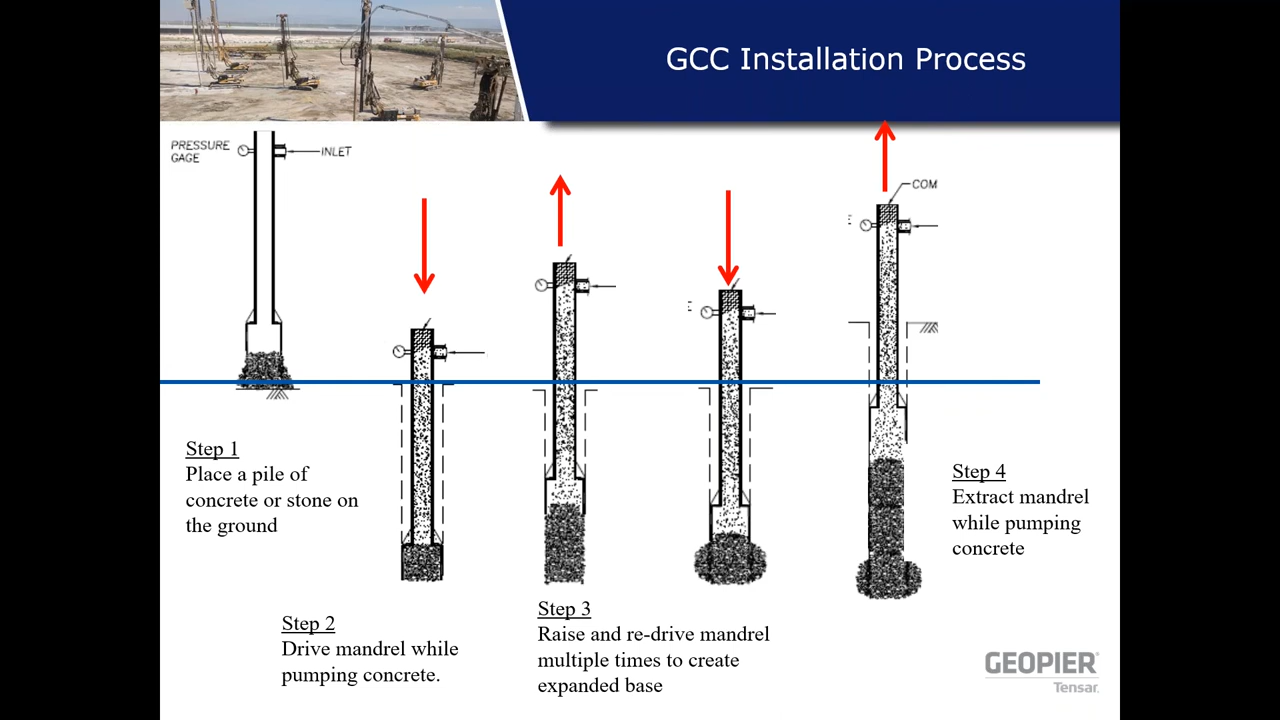 GCC Installation Process
PRESSURE
GAGE
INLET
COM
Step 1
Place a pile of
concrete or stone on
the ground
Step 2
Drive mandrel while
pumping concrete.
Step 3
Raise and re-drive mandrel
multiple times to create
expanded base
Step 4
Extract mandrel
while pumping
concrete
GEOPIER®
Tensar.